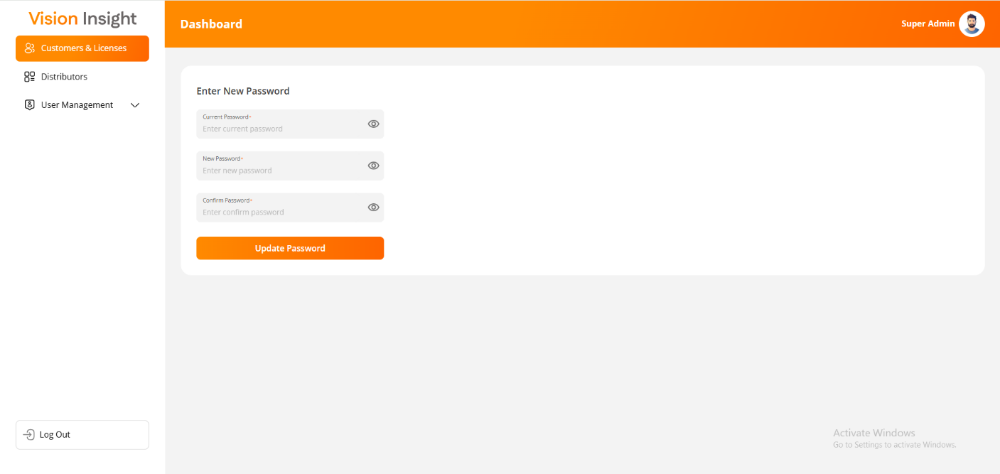 Vision Insight
Dashboard
Super Admin
Customers & Licenses
Distributors
User Management
Enter New Password
Current Password*
Enter current password
New Password*
Enter new password
Confirm Password*
Enter confirm password
Update Password
Log Out
Activate Windows
Go to Settings to activate Windows.